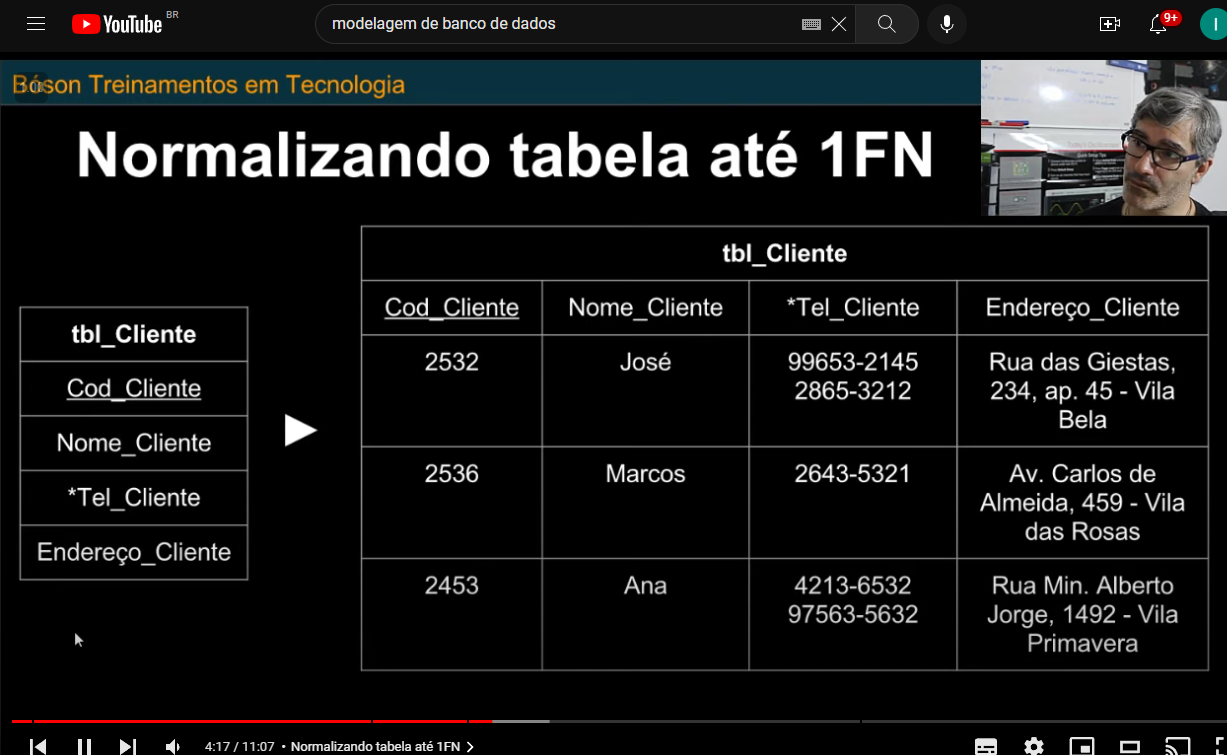 YouTube BR
modelagem de banco de dados
9+
I
Bóson Treinamentos em Tecnologia
Normalizando tabela até 1FN
tbl_Cliente
Cod_Cliente
Nome_Cliente
*Tel_Cliente
Endereço_Cliente
tbl_Cliente
Cod_Cliente Nome_Cliente *Tel_Cliente Endereço_Cliente
2532 José 99653-2145 Rua das Giestas,
2865-3212 234, ap. 45 - Vila
Bela
2536 Marcos 2643-5321 Av. Carlos de
Almeida, 459 - Vila
das Rosas
2453 Ana 4213-6532 Rua Min. Alberto
97563-5632 Jorge, 1492 - Vila
Primavera
4:17 / 11:07 • Normalizando tabela até 1FN